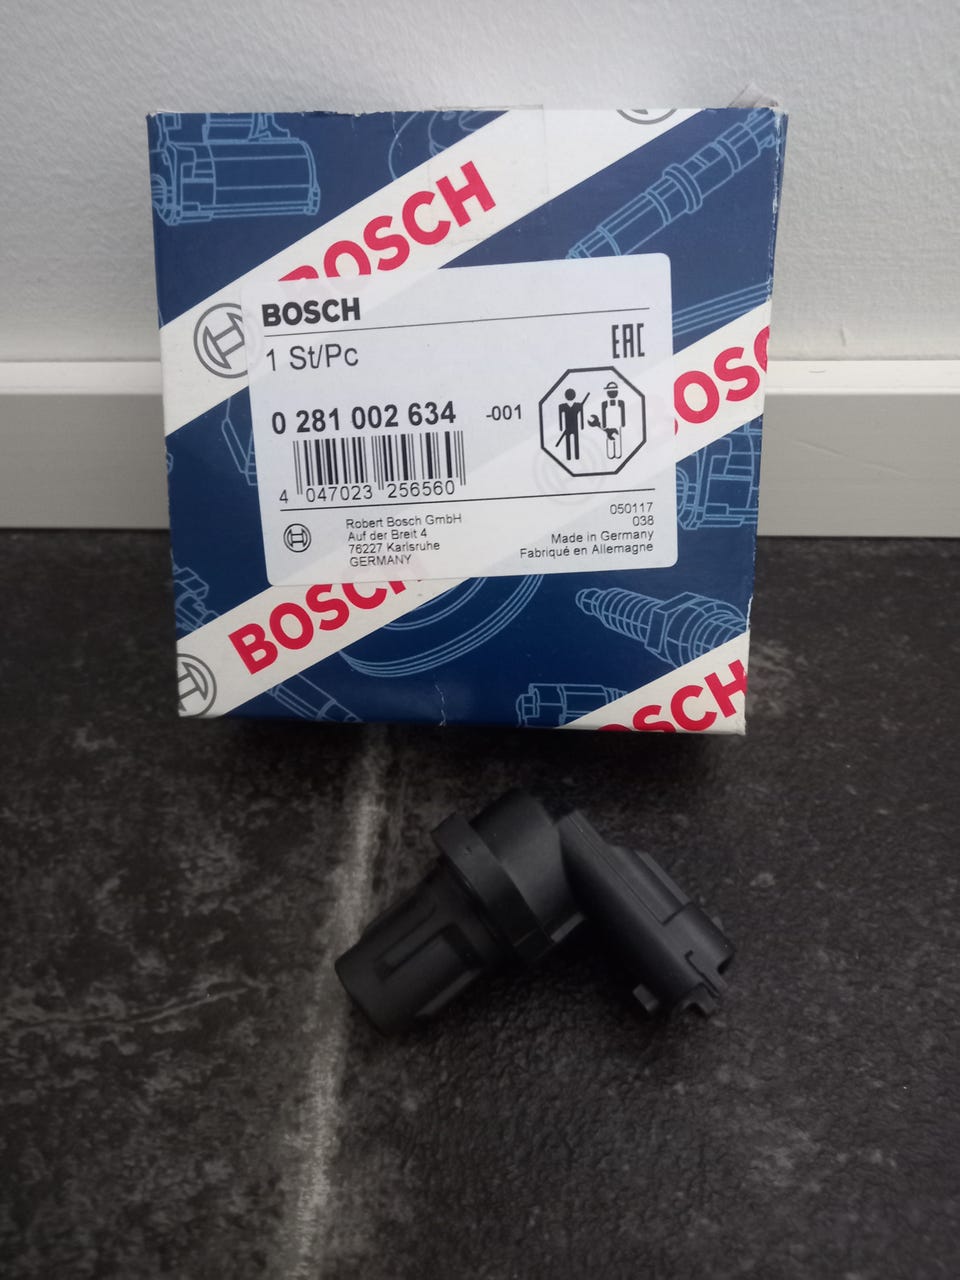 BOSCH
BOSCH
1 St/Pc
EAC
0 281 002 634 -001
4 047023 256560
Robert Bosch GmbH
Auf der Breit 4
76227 Karlsruhe
GERMANY
050117
038
Made in Germany
Fabriqué en Allemagne
BOSCH
BOSCH
BOSCH